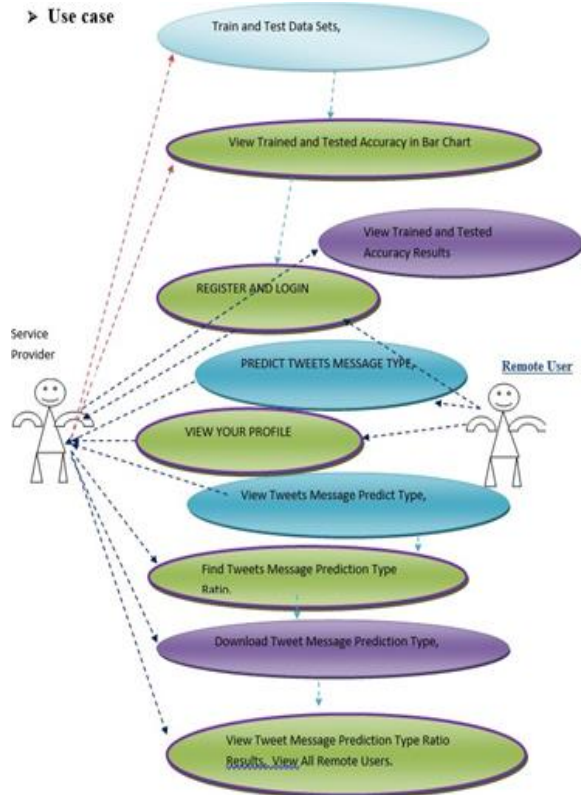 ➤ Use case
Train and Test Data Sets,
View Trained and Tested Accuracy in Bar Chart
View Trained and Tested
Accuracy Results
REGISTER AND LOGIN
Service
Provider
PREDICT TWEETS MESSAGE TYPE,
Remote User
VIEW YOUR PROFILE
View Tweets Message Predict Type,
Find Tweets Message Prediction Type
Ratio.
Download Tweet Message Prediction Type,
View Tweet Message Prediction Type Ratio
Results. View All Remote Users.